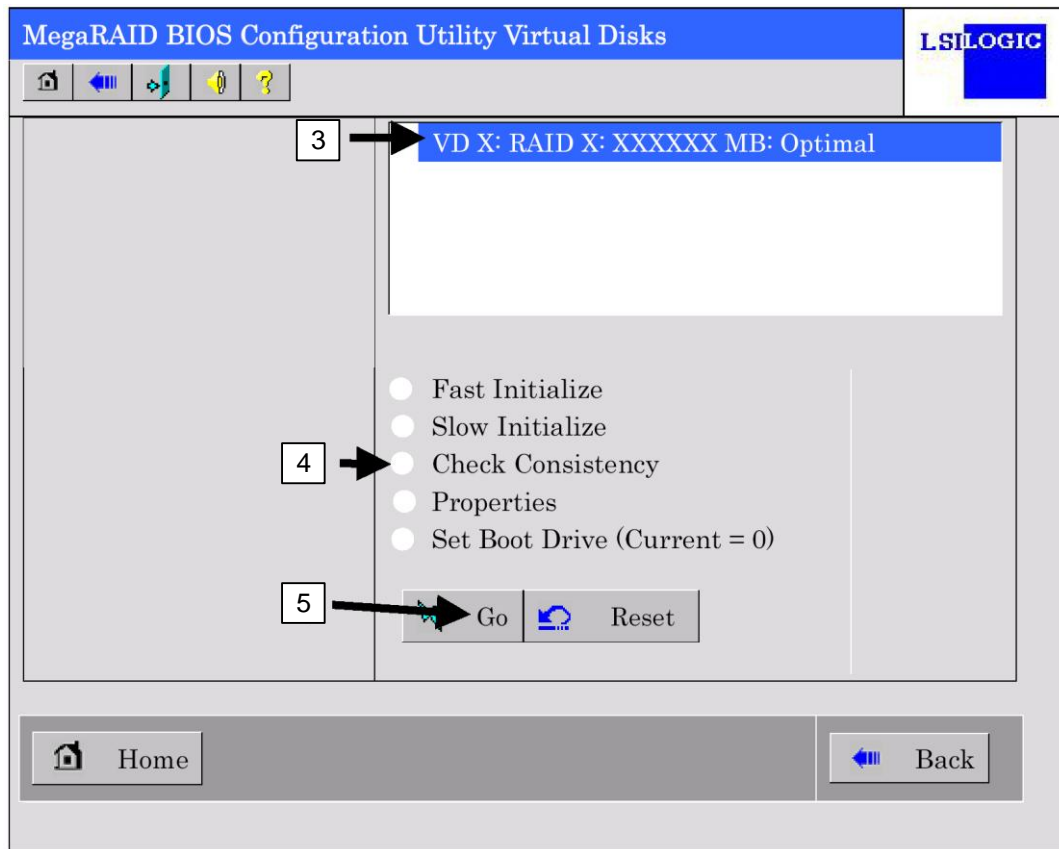 MegaRAID BIOS Configuration Utility Virtual Disks
LSILOGIC
3
VD X: RAID X: XXXXXX MB: Optimal
Fast Initialize
Slow Initialize
4
Check Consistency
Properties
Set Boot Drive (Current = 0)
5
Go
Reset
Home
Back